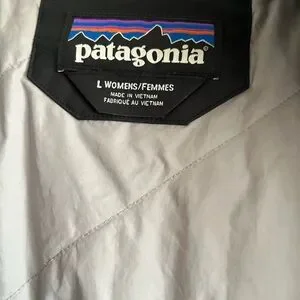 patagonia®
L WOMENS/FEMMES
MADE IN VIETNAM
FABRIQUÉ AU VIETNAM